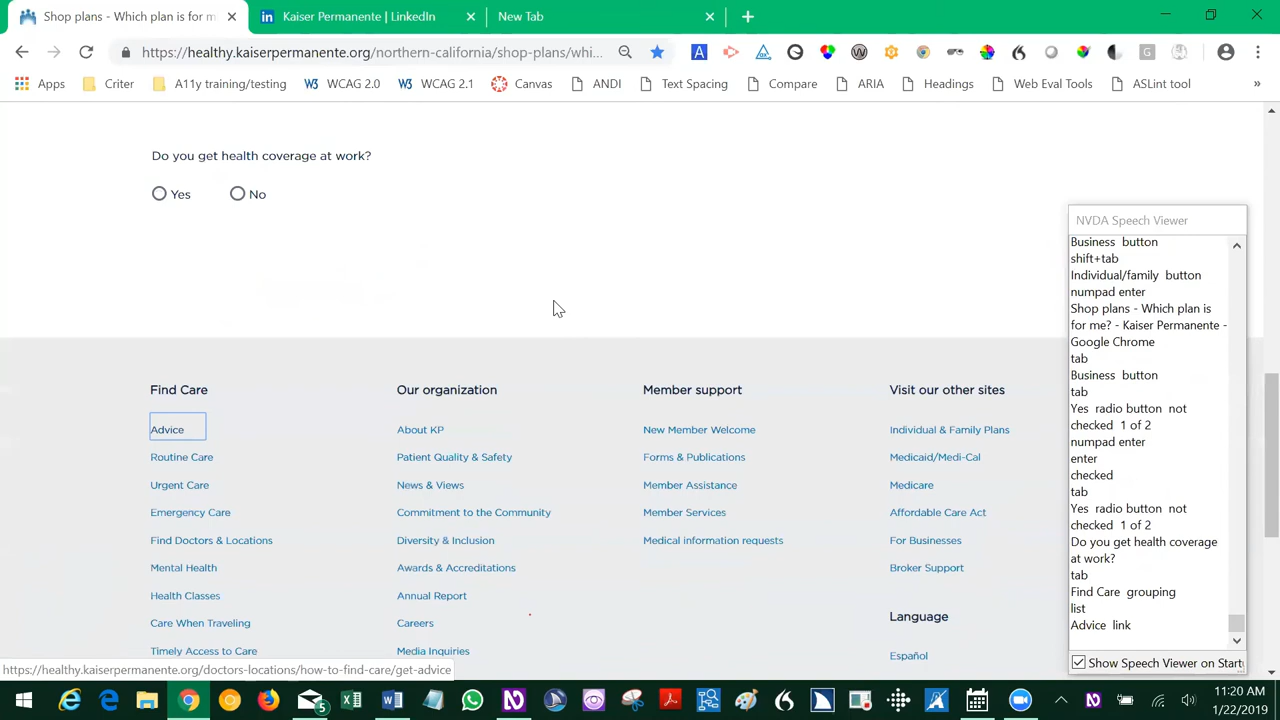 Shop plans - Which plan is for m
Kaiser Permanente | LinkedIn
New Tab
https://healthy.kaiserpermanente.org/northern-california/shop-plans/whi...
Apps
Criter
A11y training/testing
WCAG 2.0
WCAG 2.1
Canvas
ANDI
Text Spacing
Compare
ARIA
Headings
Web Eval Tools
ASLint tool
»
Do you get health coverage at work?
Yes
No
Find Care
Advice
Routine Care
Urgent Care
Emergency Care
Find Doctors & Locations
Mental Health
Health Classes
Care When Traveling
Timely Access to Care
Our organization
About KP
Patient Quality & Safety
News & Views
Commitment to the Community
Diversity & Inclusion
Awards & Accreditations
Annual Report
Careers
Media Inquiries
Member support
New Member Welcome
Forms & Publications
Member Assistance
Member Services
Medical information requests
Visit our other sites
Individual & Family Plans
Medicaid/Medi-Cal
Medicare
Affordable Care Act
For Businesses
Broker Support
Language
Español
NVDA Speech Viewer
Business button
shift+tab
Individual/family button
numpad enter
Shop plans - Which plan is
for me? - Kaiser Permanente -
Google Chrome
tab
Business button
tab
Yes radio button not
checked 1 of 2
numpad enter
enter
checked
tab
Yes radio button not
checked 1 of 2
Do you get health coverage
at work?
tab
Find Care grouping
list
Advice link
Show Speech Viewer on Start
https://healthy.kaiserpermanente.org/doctors-locations/how-to-find-care/get-advice
5
11:20 AM
1/22/2019